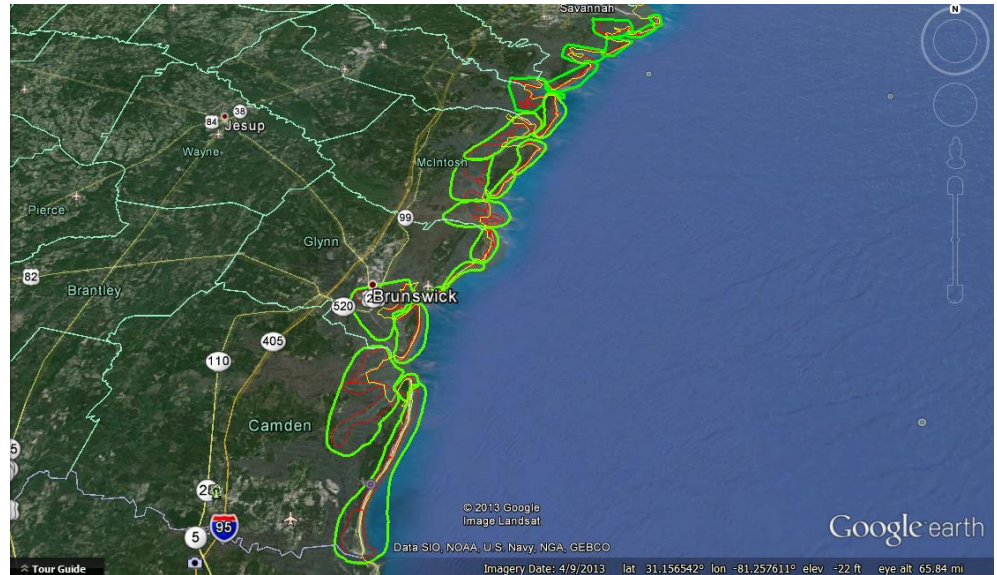 Savannah
N
38
84
Jesup
Wayne
McIntosh
Pierce
99
Glynn
82
Brantley
Brunswick
520
405
110
Camden
5
25
95
5
© 2013 Google
Image Landsat
Google earth
Data SIO, NOAA, U.S. Navy, NGA, GEBCO
Tour Guide
Imagery Date: 4/9/2013 lat 31.156542° lon -81.257611° elev -22 ft eye alt 65.84 mi